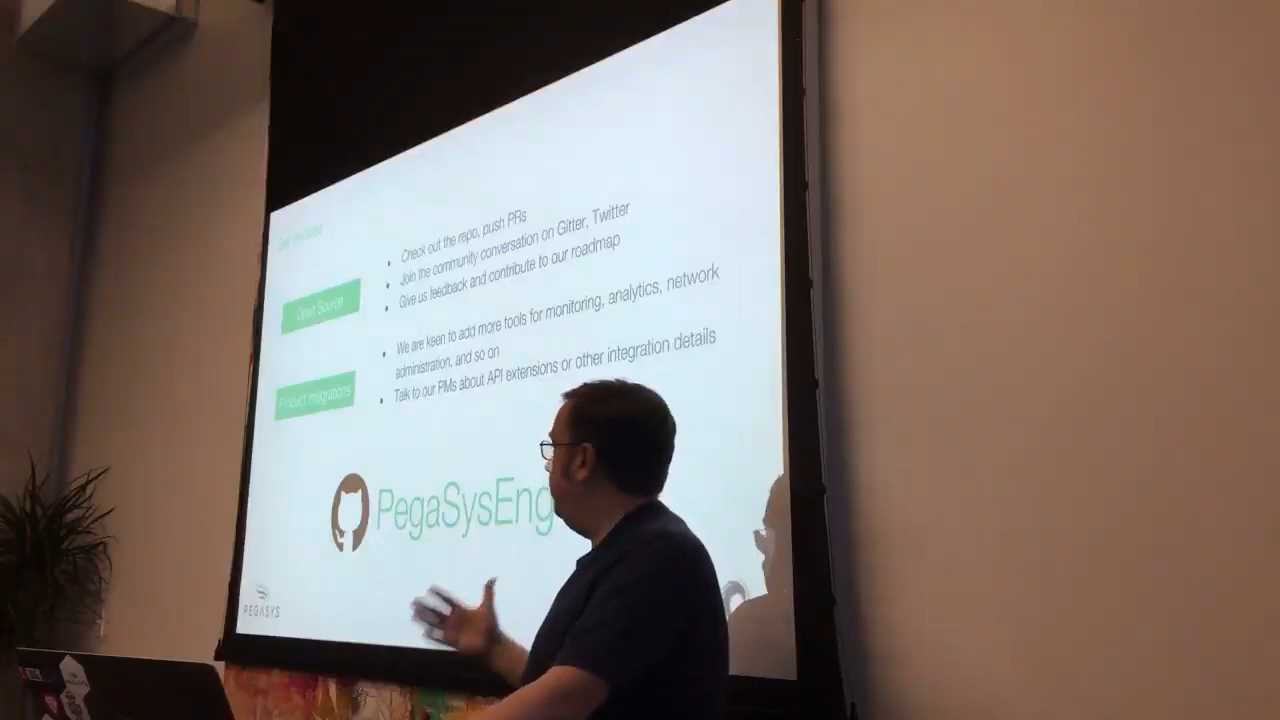 Get Involved
Open Source
• Check out the repo, push PRs
• Join the community conversation on Gitter, Twitter
• Give us feedback and contribute to our roadmap
Product Integrations
• We are keen to add more tools for monitoring, analytics, network
administration, and so on
• Talk to our PMs about API extensions or other integration details
PegaSysEng
PEGASYS